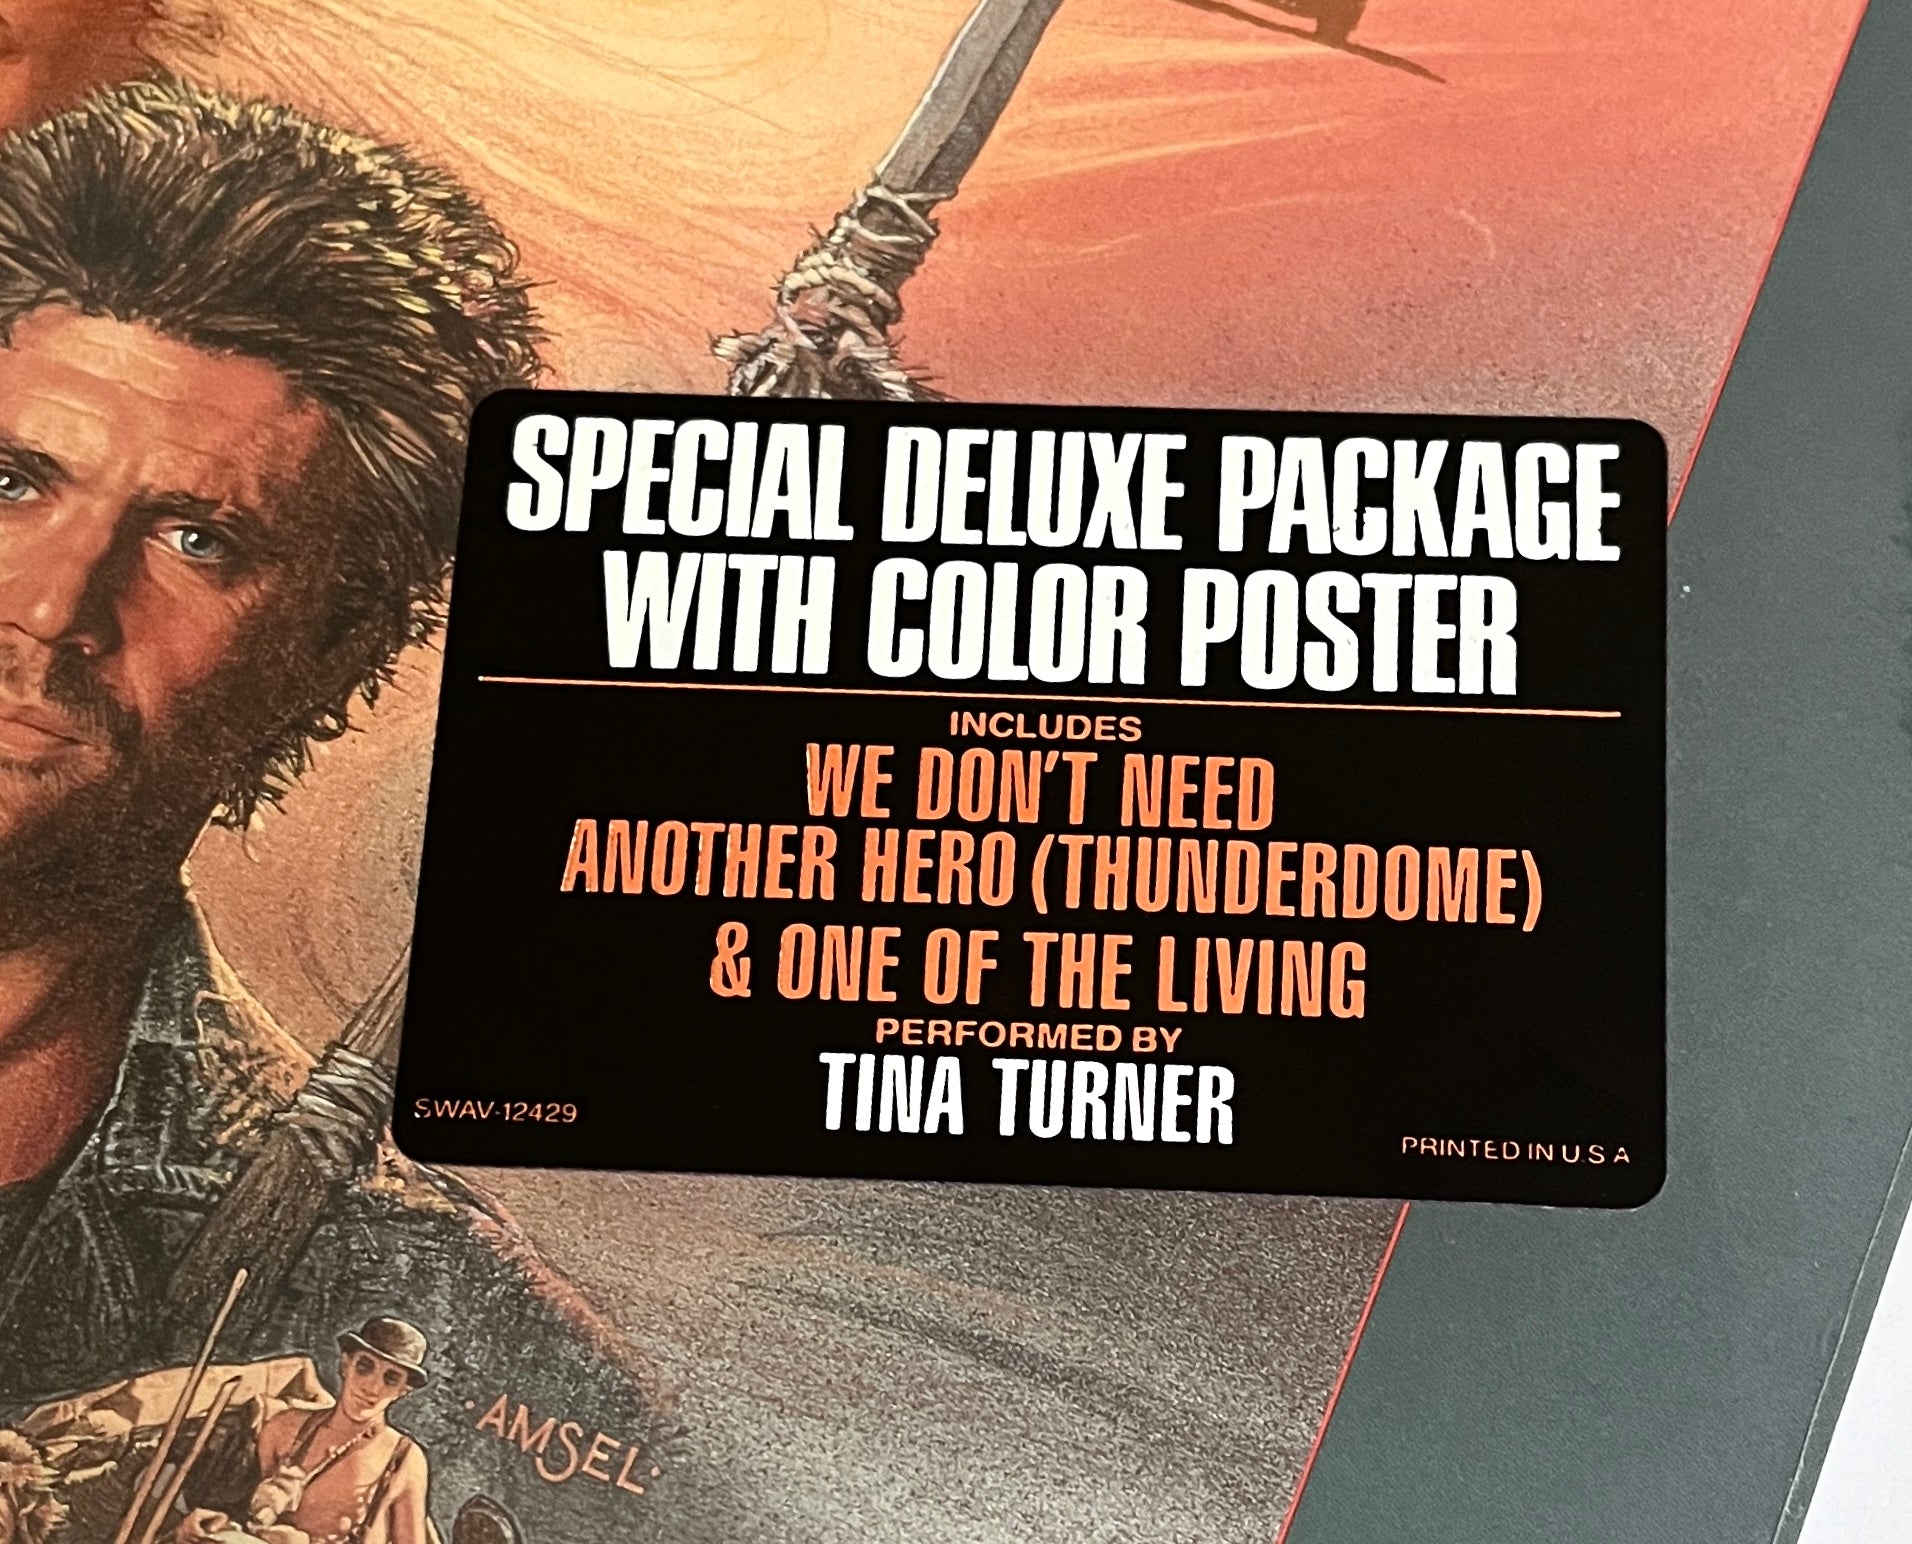 SPECIAL DELUXE PACKAGE
WITH COLOR POSTER
INCLUDES
WE DON'T NEED
ANOTHER HERO (THUNDERDOME)
& ONE OF THE LIVING
PERFORMED BY
TINA TURNER
SWAV-12429
PRINTED IN U.S.A
·AMSEL·